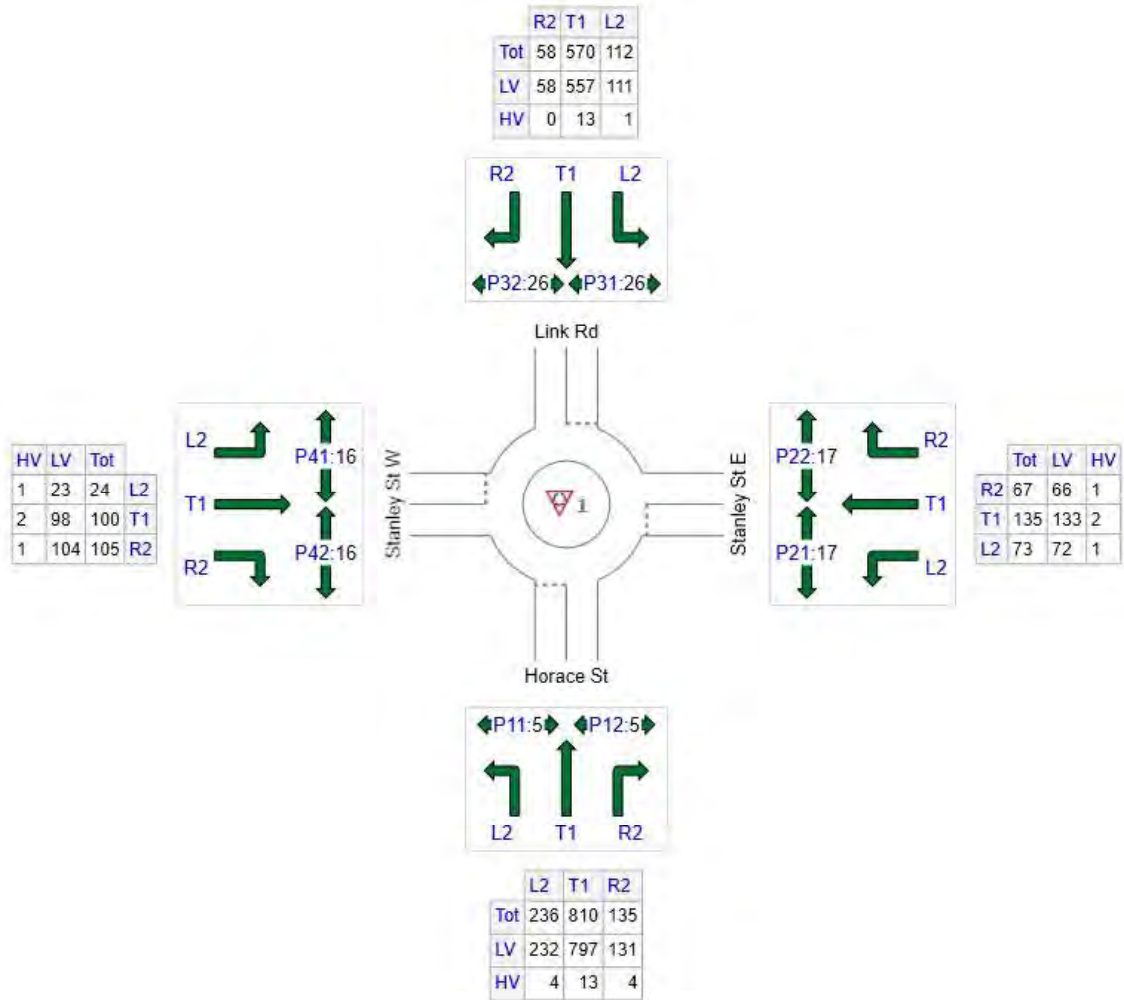 R2 T1 L2
Tot 58 570 112
LV 58 557 111
HV 0 13 1
R2 T1 L2
P32:26 P31:26
Link Rd
L2
P41:16
T1
P42:16
R2
HV LV Tot
1 23 24 L2
2 98 100 T1
1 104 105 R2
Stanley St W
1
Stanley St E
P22:17
R2
T1
P21:17
L2
Tot LV HV
R2 67 66 1
T1 135 133 2
L2 73 72 1
Horace St
P11:5 P12:5
L2 T1 R2
L2 T1 R2
Tot 236 810 135
LV 232 797 131
HV 4 13 4